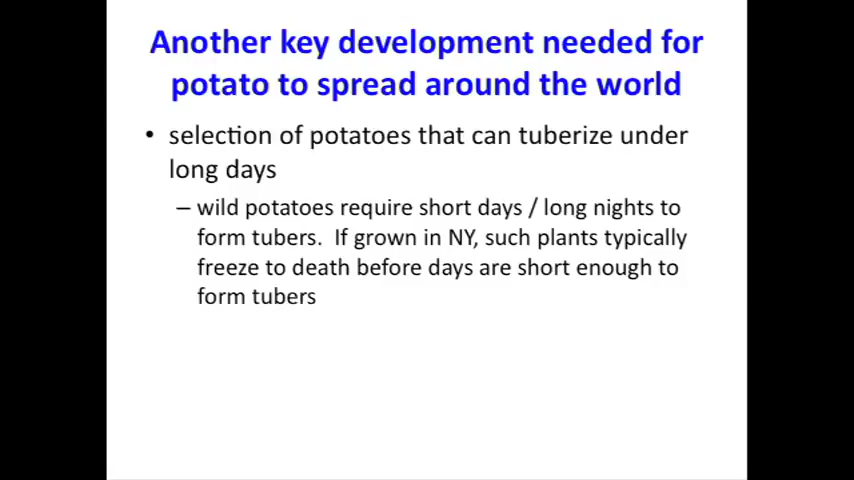 Another key development needed for
potato to spread around the world
• selection of potatoes that can tuberize under
long days
– wild potatoes require short days / long nights to
form tubers.  If grown in NY, such plants typically
freeze to death before days are short enough to
form tubers